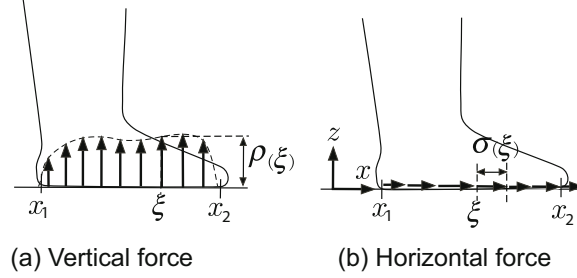 ρ(ξ)
x₁
ξ
x₂
(a) Vertical force
z
x
σ(ξ)
x₁
ξ
x₂
(b) Horizontal force